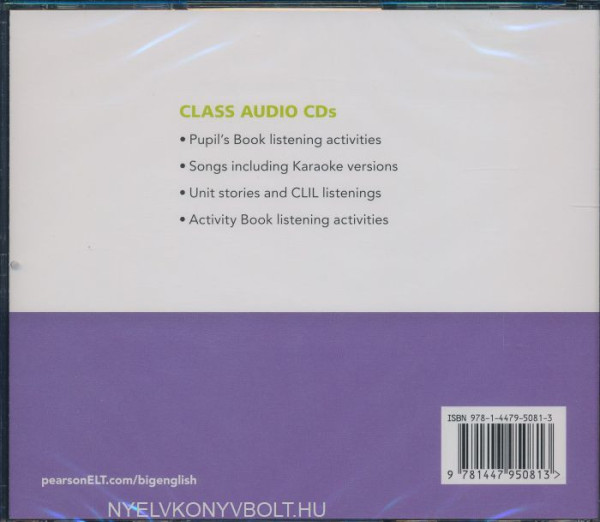 CLASS AUDIO CDs
• Pupil's Book listening activities
• Songs including Karaoke versions
• Unit stories and CLIL listenings
• Activity Book listening activities
ISBN 978-1-4479-5081-3
9 781447 950813 >
pearsonELT.com/bigenglish
NYELVKONYVBOLT.HU